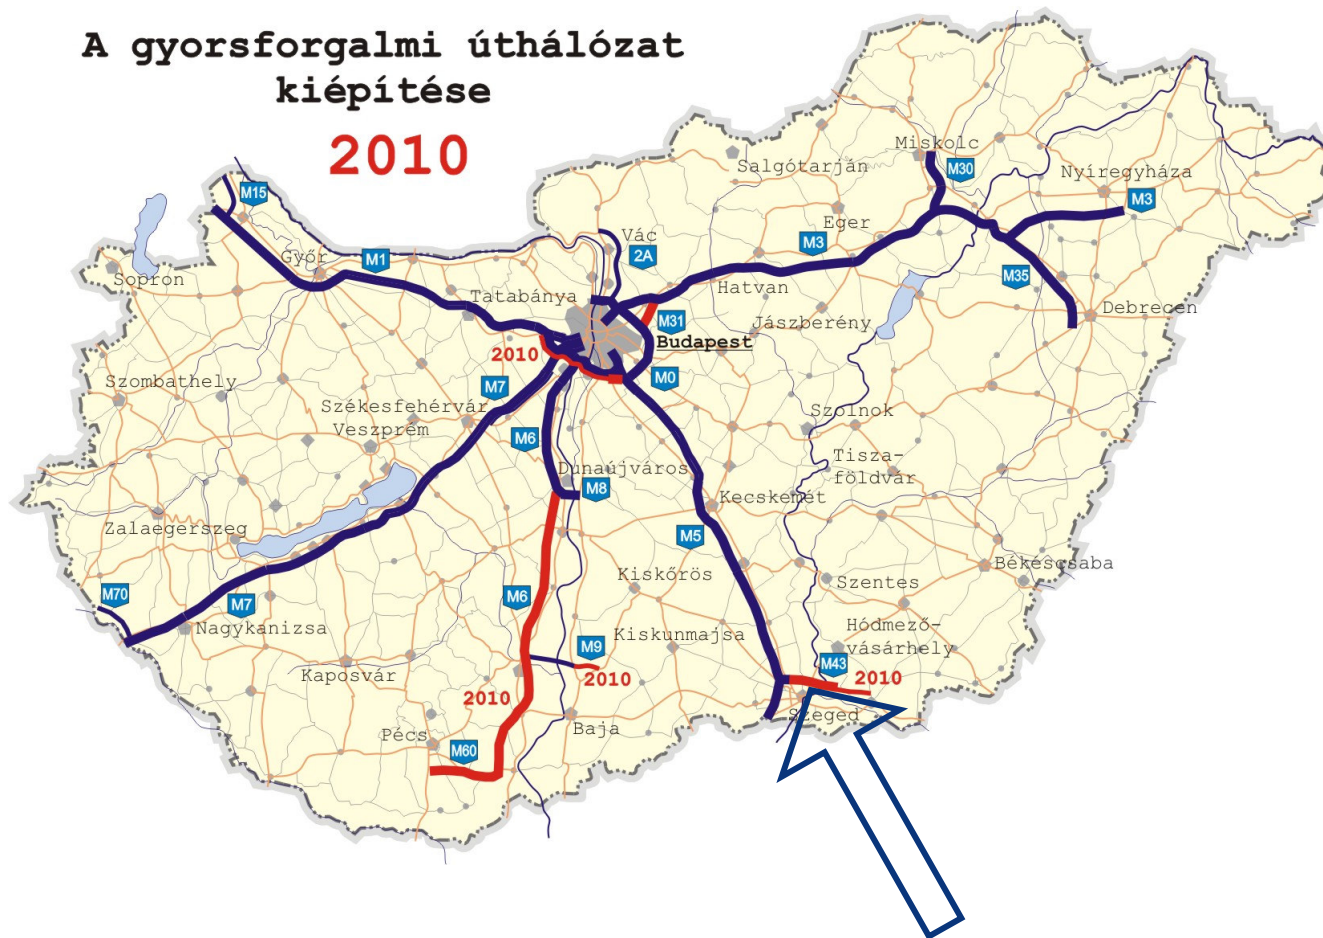 A gyorsforgalmi úthálózat
kiépítése
2010
Miskolc
M30
Salgótarján
Nyíregyháza
M3
M15
Eger
Vác
2A
M3
Győr
M1
Sopron
M35
Hatvan
Tatabánya
Debrecen
M31
Jászberény
Budapest
2010
M0
Szombathely
M7
Székesfehérvár
Veszprém
Szolnok
M6
Tisza-
földvár
Dunaújváros
M8
Kecskemét
Zalaegerszeg
M5
Békéscsaba
Kiskőrös
Szentes
M70
M6
M7
Nagykanizsa
Hódmező-
vásárhely
Kiskunmajsa
M9
M43
Kaposvár
2010
2010
2010
Szeged
Baja
Pécs
M60